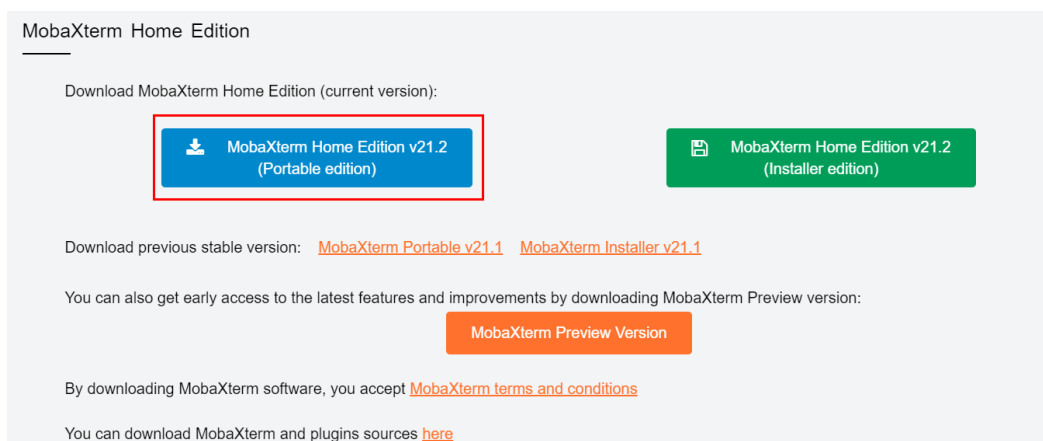 MobaXterm Home Edition
Download MobaXterm Home Edition (current version):
MobaXterm Home Edition v21.2
(Portable edition)
MobaXterm Home Edition v21.2
(Installer edition)
Download previous stable version: MobaXterm Portable v21.1 MobaXterm Installer v21.1
You can also get early access to the latest features and improvements by downloading MobaXterm Preview version:
MobaXterm Preview Version
By downloading MobaXterm software, you accept MobaXterm terms and conditions
You can download MobaXterm and plugins sources here